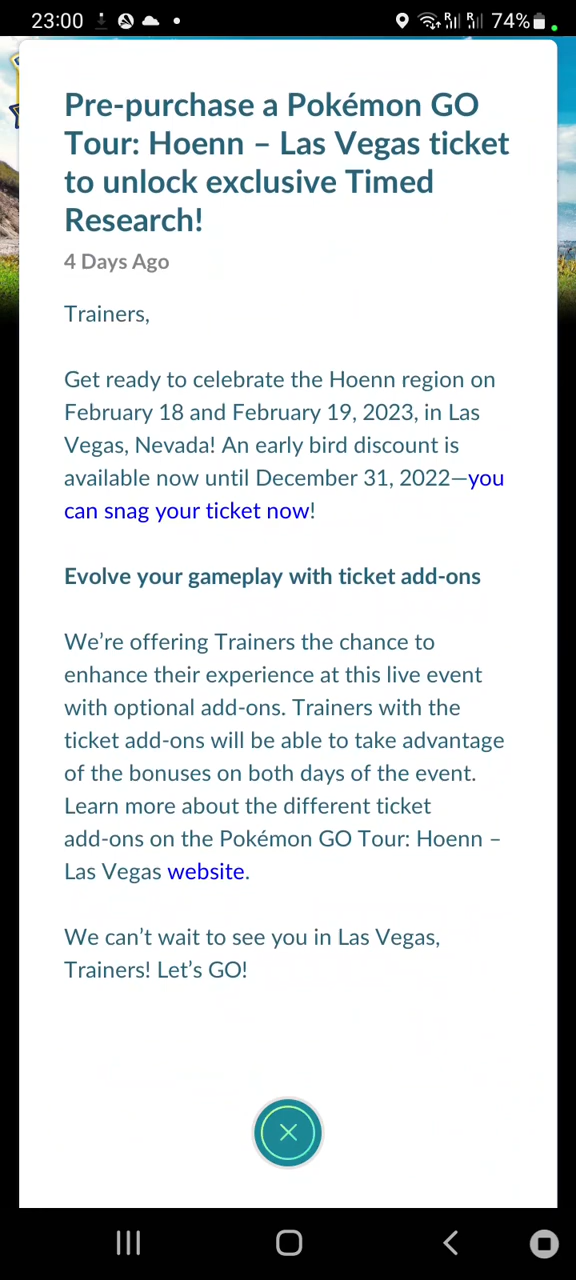 23:00
74%
Pre-purchase a Pokémon GO
Tour: Hoenn – Las Vegas ticket
to unlock exclusive Timed
Research!
4 Days Ago
Trainers,
Get ready to celebrate the Hoenn region on
February 18 and February 19, 2023, in Las
Vegas, Nevada! An early bird discount is
available now until December 31, 2022—you
can snag your ticket now!
Evolve your gameplay with ticket add-ons
We’re offering Trainers the chance to
enhance their experience at this live event
with optional add-ons. Trainers with the
ticket add-ons will be able to take advantage
of the bonuses on both days of the event.
Learn more about the different ticket
add-ons on the Pokémon GO Tour: Hoenn –
Las Vegas website.
We can’t wait to see you in Las Vegas,
Trainers! Let’s GO!